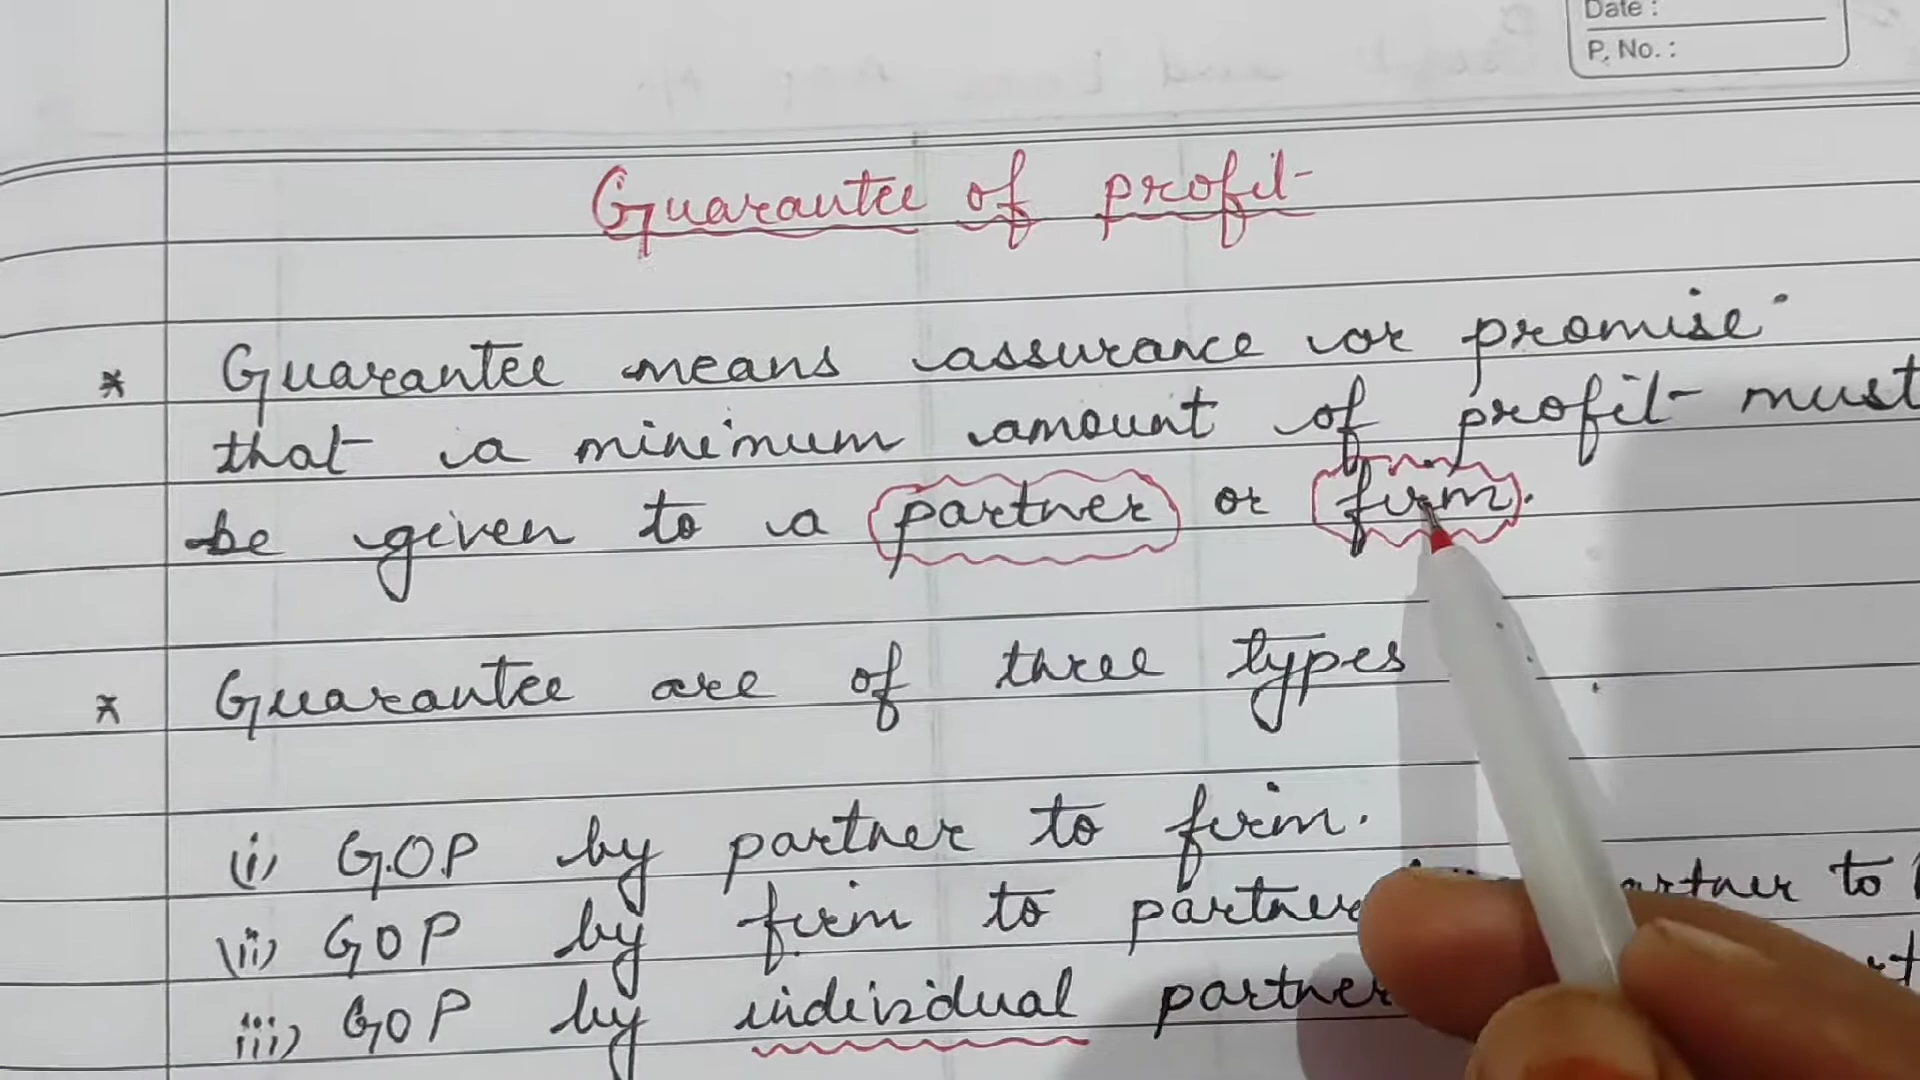 Date :
P. No. :
Guarantee of profit
* Guarantee means assurance or promise
that a minimum amount of profit must
be given to a partner or firm.
* Guarantee are of three types
(i) G.O.P by partner to firm.
(ii) GOP by firm to partner to
iii) GOP by individual partner